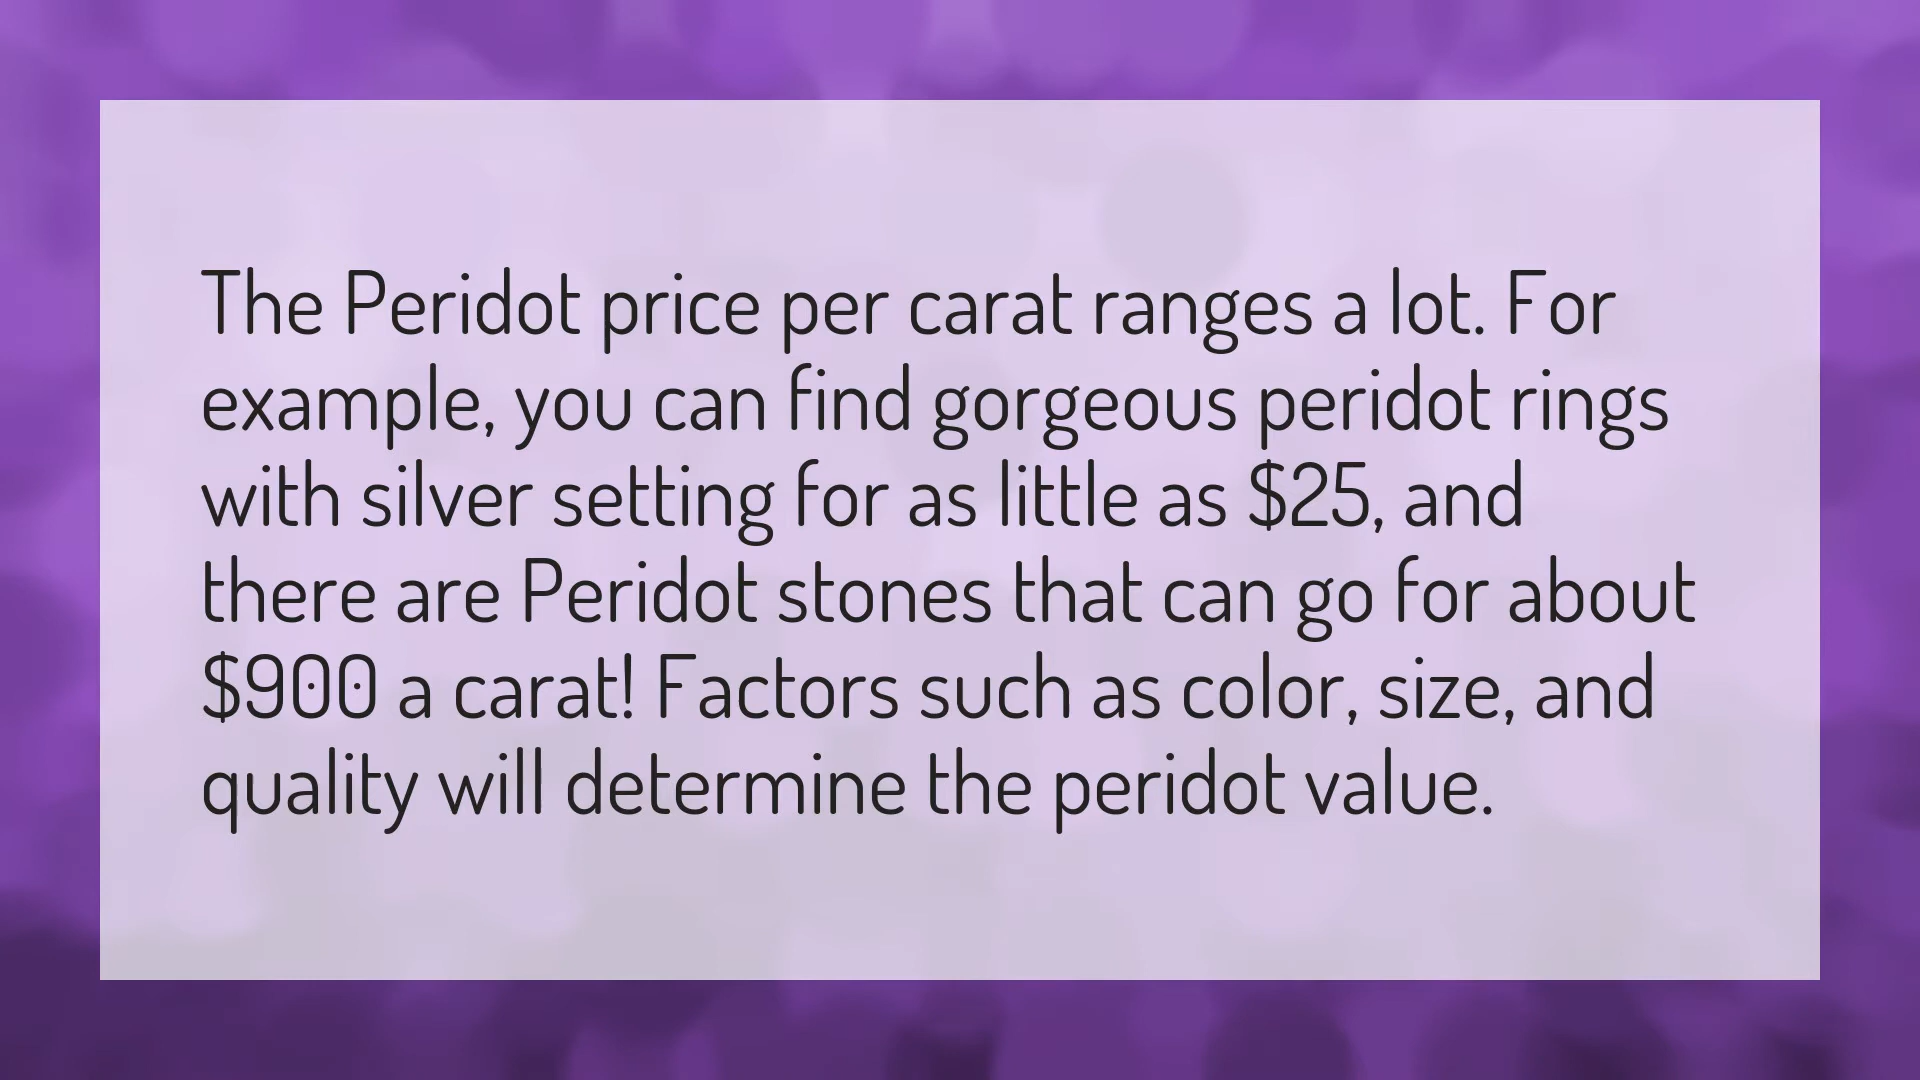 The Peridot price per carat ranges a lot. For
example, you can find gorgeous peridot rings
with silver setting for as little as $25, and
there are Peridot stones that can go for about
$900 a carat! Factors such as color, size, and
quality will determine the peridot value.